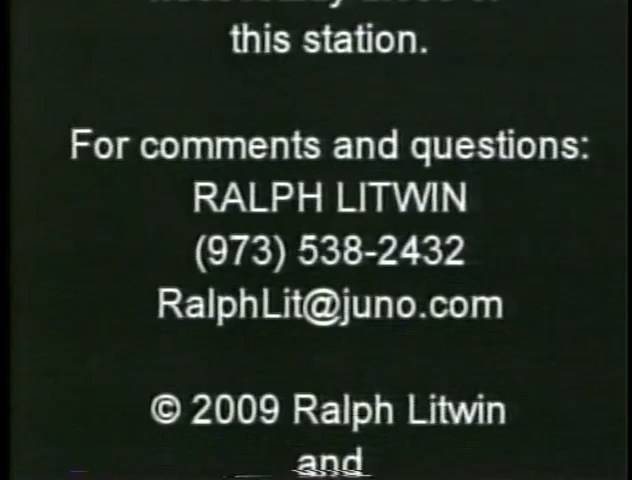 this station.
For comments and questions:
RALPH LITWIN
(973) 538-2432
RalphLit@juno.com
© 2009 Ralph Litwin
and